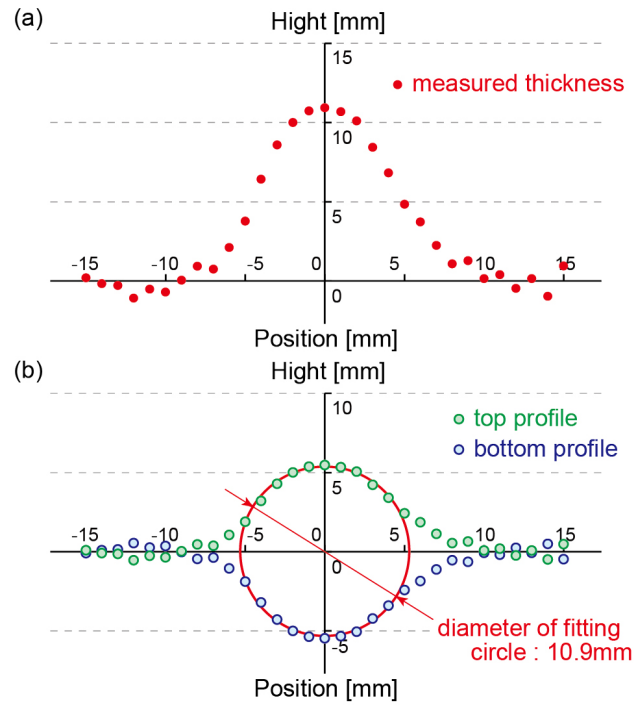 (a)
Hight [mm]
15
measured thickness
10
5
-15 -10 -5 0 5 10 15
0
Position [mm]
(b)
Hight [mm]
10
top profile
bottom profile
5
-15 -10 -5 0 5 10 15
0
diameter of fitting
circle : 10.9mm
-5
Position [mm]